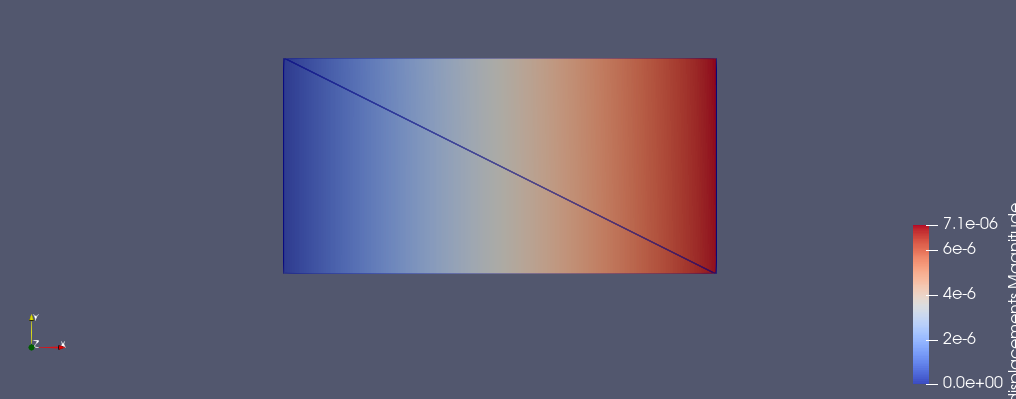 7.1e-06
6e-6
4e-6
2e-6
0.0e+00
displacements Magnitude
Y
Z
X